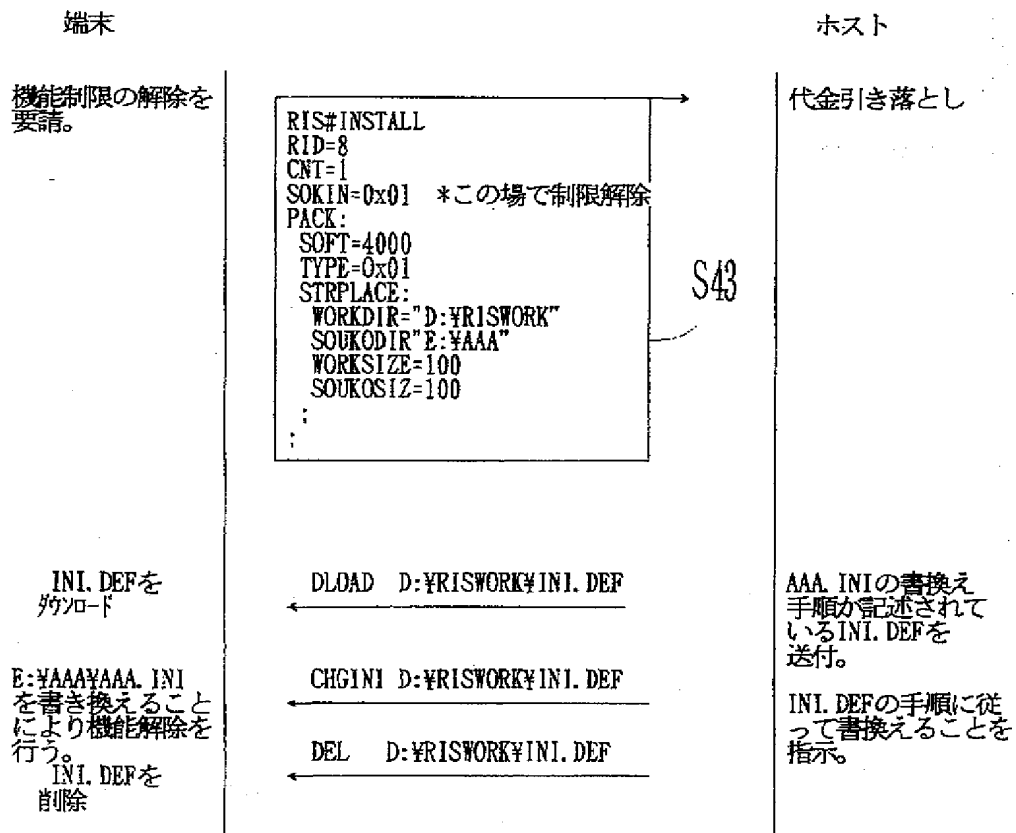 端末
ホスト
機能制限の解除を
要請。
代金引き落とし
RIS#INSTALL
RID=8
CNT=1
SOKIN=0x01 *この場で制限解除
PACK:
SOFT=4000
TYPE=0x01
STRPLACE:
WORKDIR="D:¥RISWORK"
SOUKODIR"E:¥AAA"
WORKSIZE=100
SOUKOSIZ=100
;
;
S43
INI.DEFを
ダウンロード
DLOAD D:¥RISWORK¥INI.DEF
AAA.INIの書換え
手順が記述されて
いるINI.DEFを
送付。
E:¥AAA¥AAA.INI
を書き換えること
により機能解除を
行う。
CHGINI D:¥RISWORK¥INI.DEF
INI.DEFの手順に従
って書換えることを
指示。
DEL D:¥RISWORK¥INI.DEF
INI.DEFを
削除